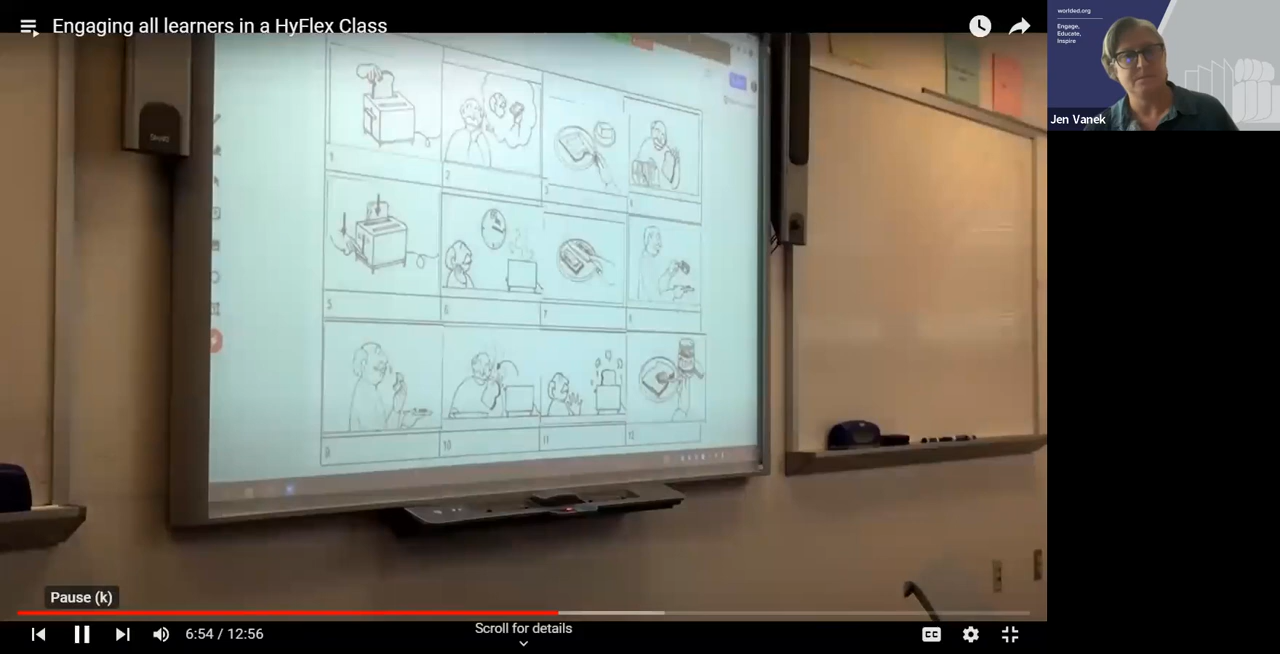 Engaging all learners in a HyFlex Class
worlded.org
Engage,
Educate,
Inspire
Jen Vanek
1
2
3
4
5
6
7
8
9
10
11
12
Pause (k)
6:54 / 12:56
Scroll for details
CC